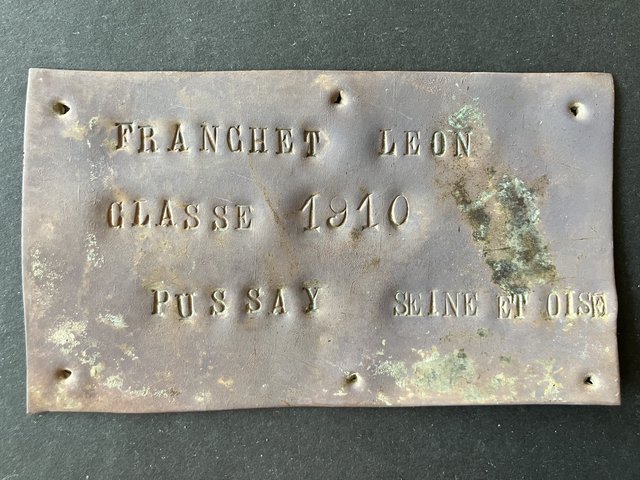 FRANCHET LEON
CLASSE 1910
PUSSAY SEINE ET OISE